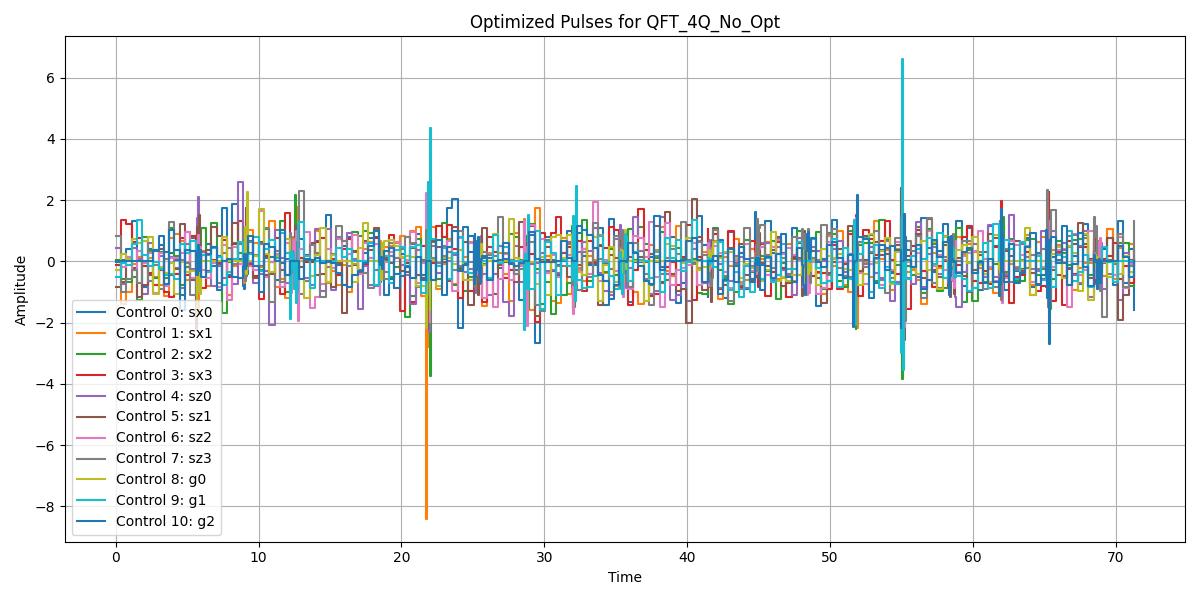 Optimized Pulses for QFT_4Q_No_Opt
Amplitude
6
4
2
0
−2
−4
−6
−8
Control 0: sx0
Control 1: sx1
Control 2: sx2
Control 3: sx3
Control 4: sz0
Control 5: sz1
Control 6: sz2
Control 7: sz3
Control 8: g0
Control 9: g1
Control 10: g2
0 10 20 30 40 50 60 70
Time